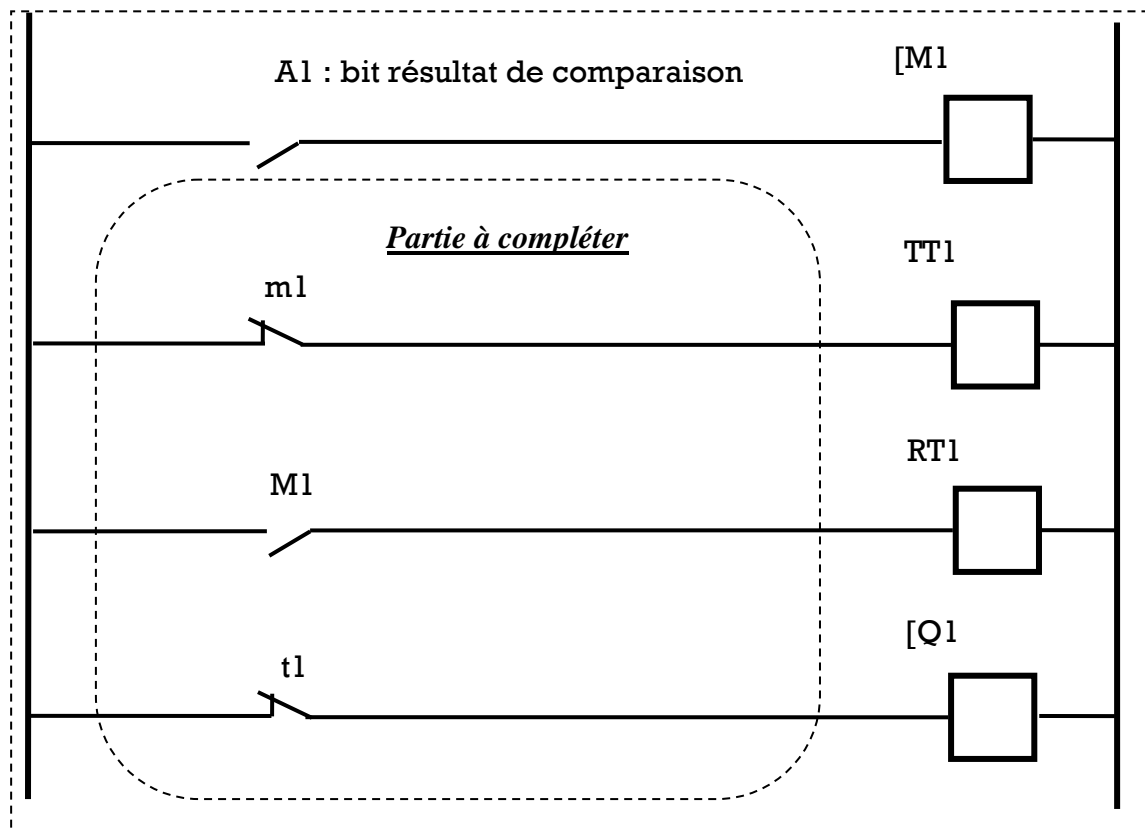 [M1
A1 : bit résultat de comparaison
Partie à compléter
TT1
m1
RT1
M1
[Q1
t1